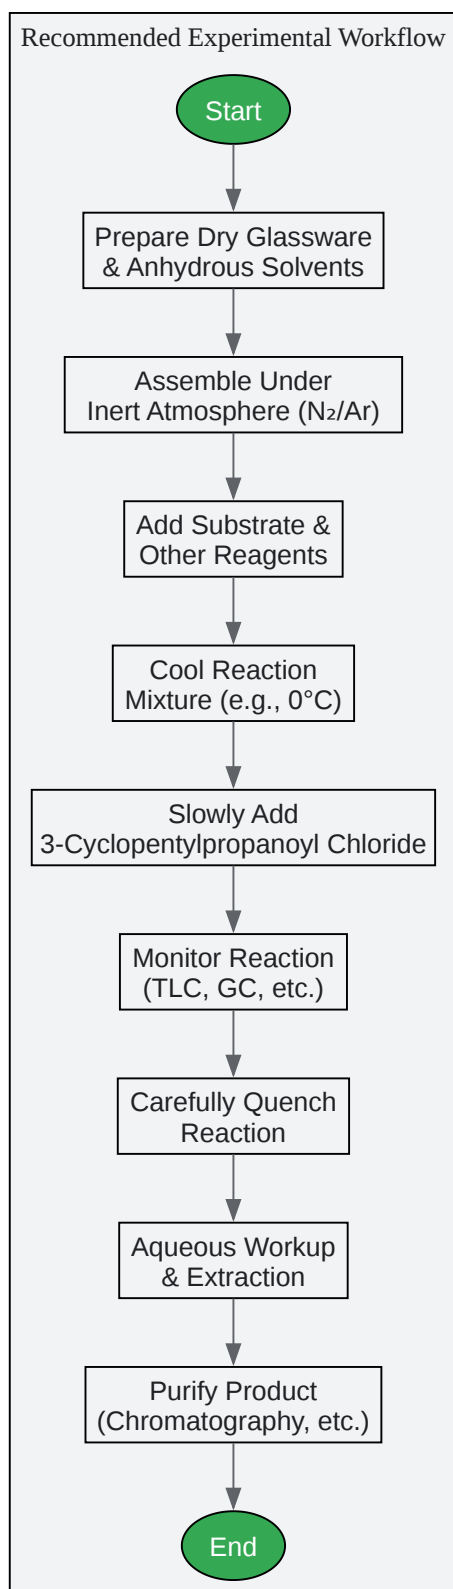 Recommended Experimental Workflow
Start
Prepare Dry Glassware
& Anhydrous Solvents
Assemble Under
Inert Atmosphere (N₂/Ar)
Add Substrate &
Other Reagents
Cool Reaction
Mixture (e.g., 0°C)
Slowly Add
3-Cyclopentylpropanoyl Chloride
Monitor Reaction
(TLC, GC, etc.)
Carefully Quench
Reaction
Aqueous Workup
& Extraction
Purify Product
(Chromatography, etc.)
End